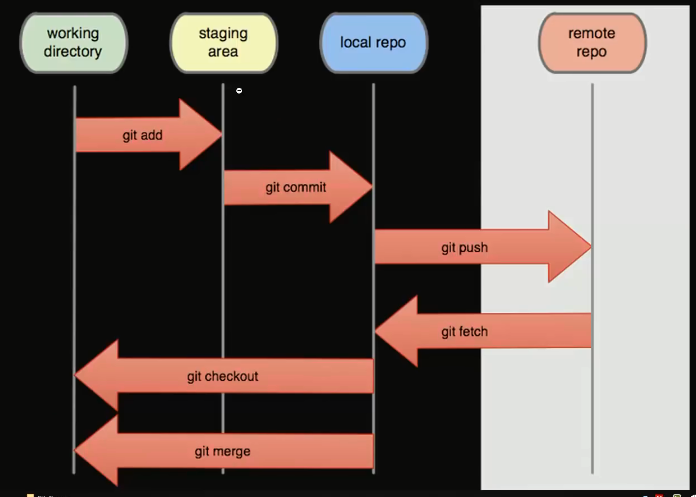 working
directory
staging
area
local repo
remote
repo
git add
git commit
git push
git fetch
git checkout
git merge